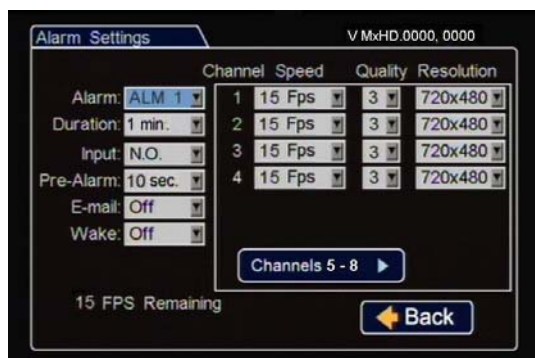 Alarm Settings V MxHD.0000, 0000
Channel Speed Quality Resolution
Alarm: ALM 1 1 15 Fps 3 720x480
Duration: 1 min. 2 15 Fps 3 720x480
Input: N.O. 3 15 Fps 3 720x480
Pre-Alarm: 10 sec. 4 15 Fps 3 720x480
E-mail: Off
Wake: Off
Channels 5 - 8
15 FPS Remaining
Back